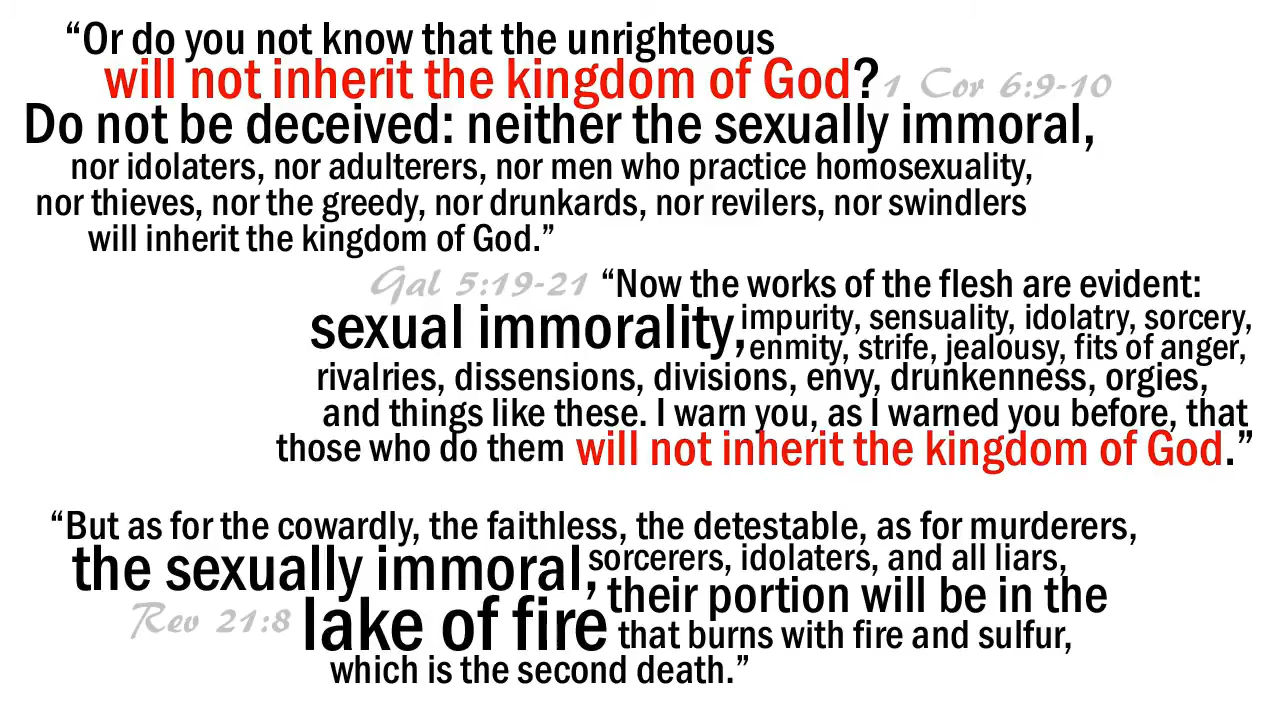 “Or do you not know that the unrighteous
will not inherit the kingdom of God? 1 Cor 6:9-10
Do not be deceived: neither the sexually immoral,
nor idolaters, nor adulterers, nor men who practice homosexuality,
nor thieves, nor the greedy, nor drunkards, nor revilers, nor swindlers
will inherit the kingdom of God.”
Gal 5:19-21 “Now the works of the flesh are evident:
sexual immorality, impurity, sensuality, idolatry, sorcery,
enmity, strife, jealousy, fits of anger,
rivalries, dissensions, divisions, envy, drunkenness, orgies,
and things like these. I warn you, as I warned you before, that
those who do them will not inherit the kingdom of God.”
“But as for the cowardly, the faithless, the detestable, as for murderers,
the sexually immoral, sorcerers, idolaters, and all liars,
their portion will be in the
Rev 21:8 lake of fire that burns with fire and sulfur,
which is the second death.”